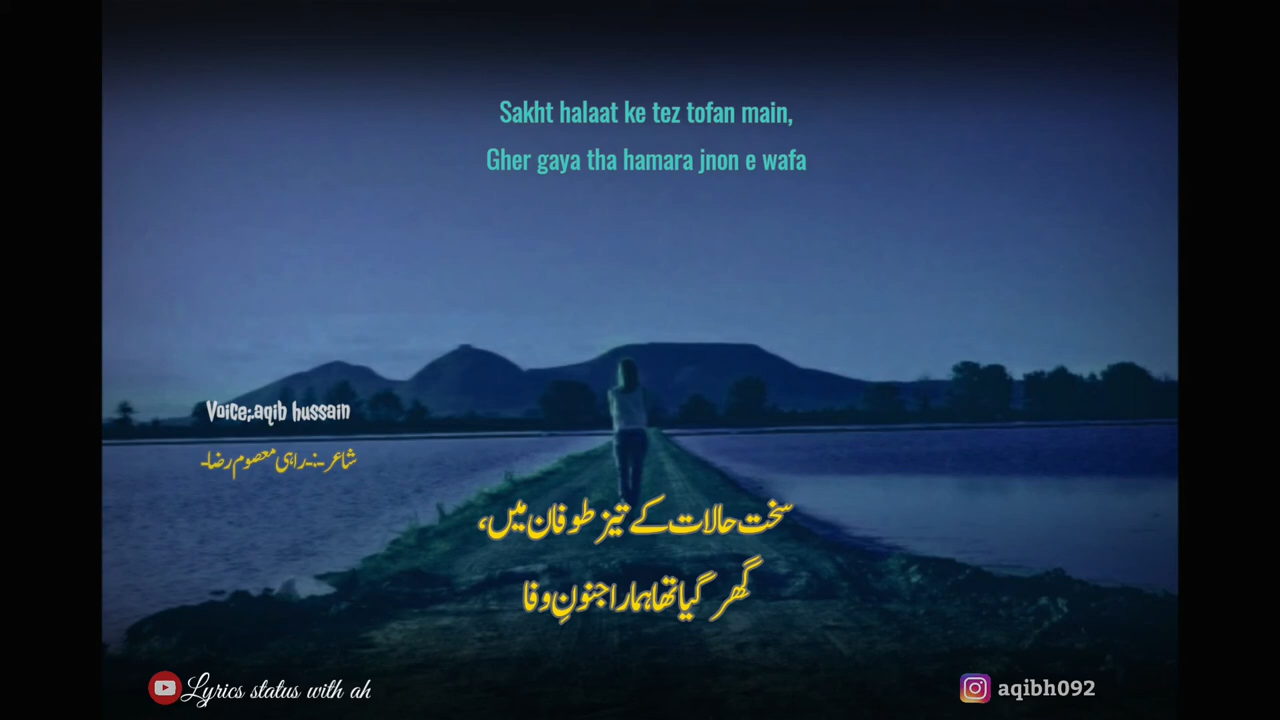 Sakht halaat ke tez tofan main,
Gher gaya tha hamara jnon e wafa
Voice;.aqib hussain
شاعر-:-راہی معصوم رضا۔
سخت حالات کے تیز طوفان میں،
گھر گیا تھا ہمارا جنونِ وفا
Lyrics status with ah
aqibh092